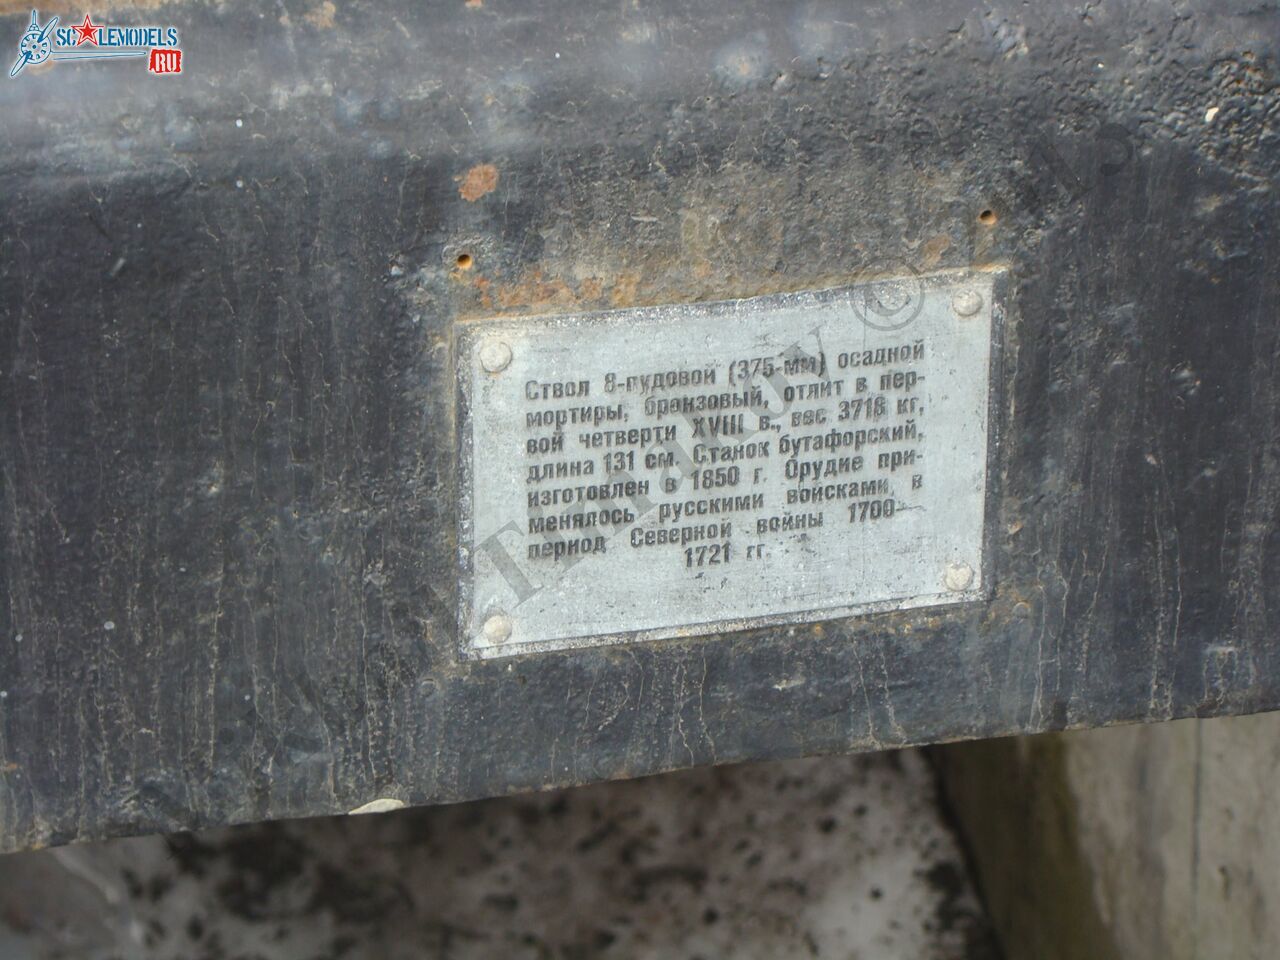 SCALEMODELS
RU
Ствол 8-пудовой (375-мм) осадной
мортиры, бронзовый, отлит в пер-
вой четверти XVIII в., вес 3718 кг,
длина 131 см. Станок бутафорский,
изготовлен в 1850 г. Орудие при-
менялось русскими войсками в
период Северной войны 1700-
1721 гг.